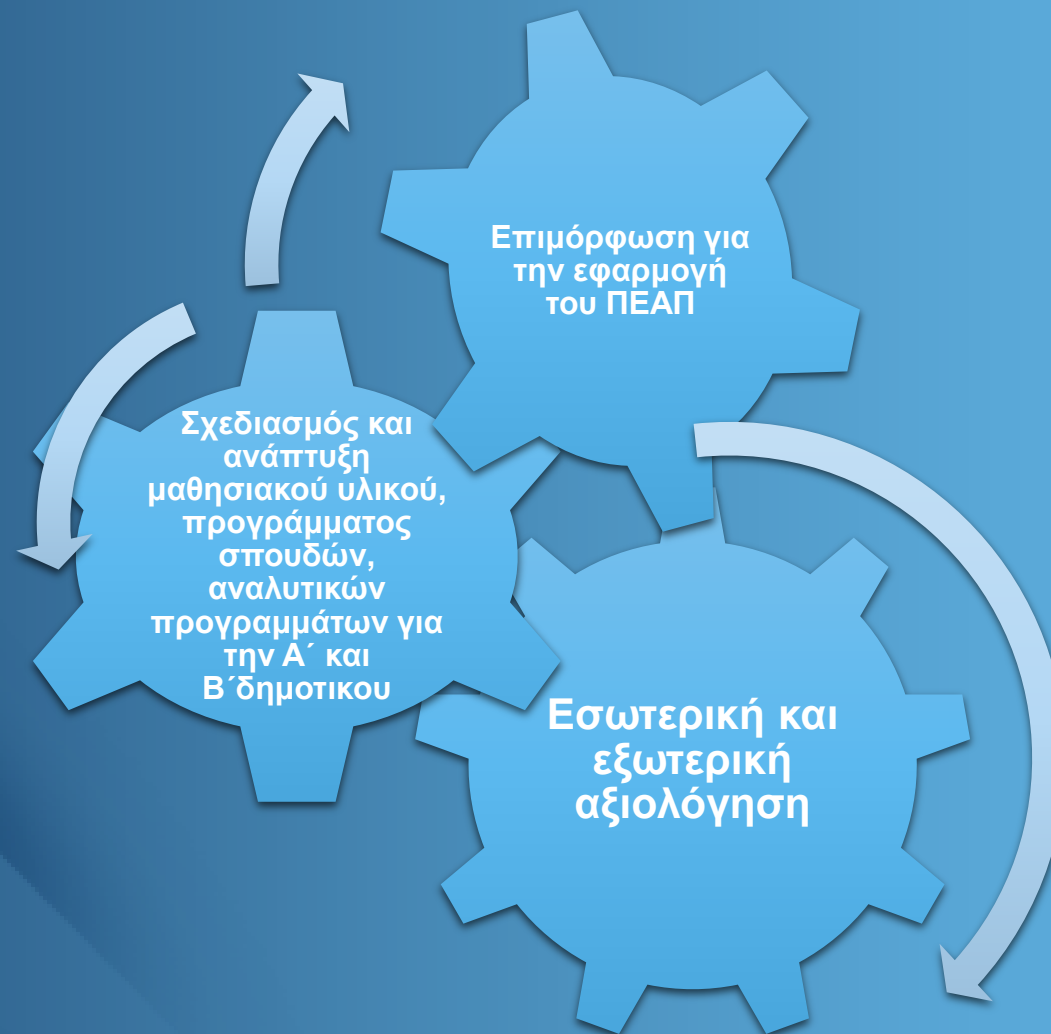 Επιμόρφωση για
την εφαρμογή
του ΠΕΑΠ
Σχεδιασμός και
ανάπτυξη
μαθησιακού υλικού,
προγράμματος
σπουδών,
αναλυτικών
προγραμμάτων για
την Α΄ και
Β΄δημοτικου
Εσωτερική και
εξωτερική
αξιολόγηση